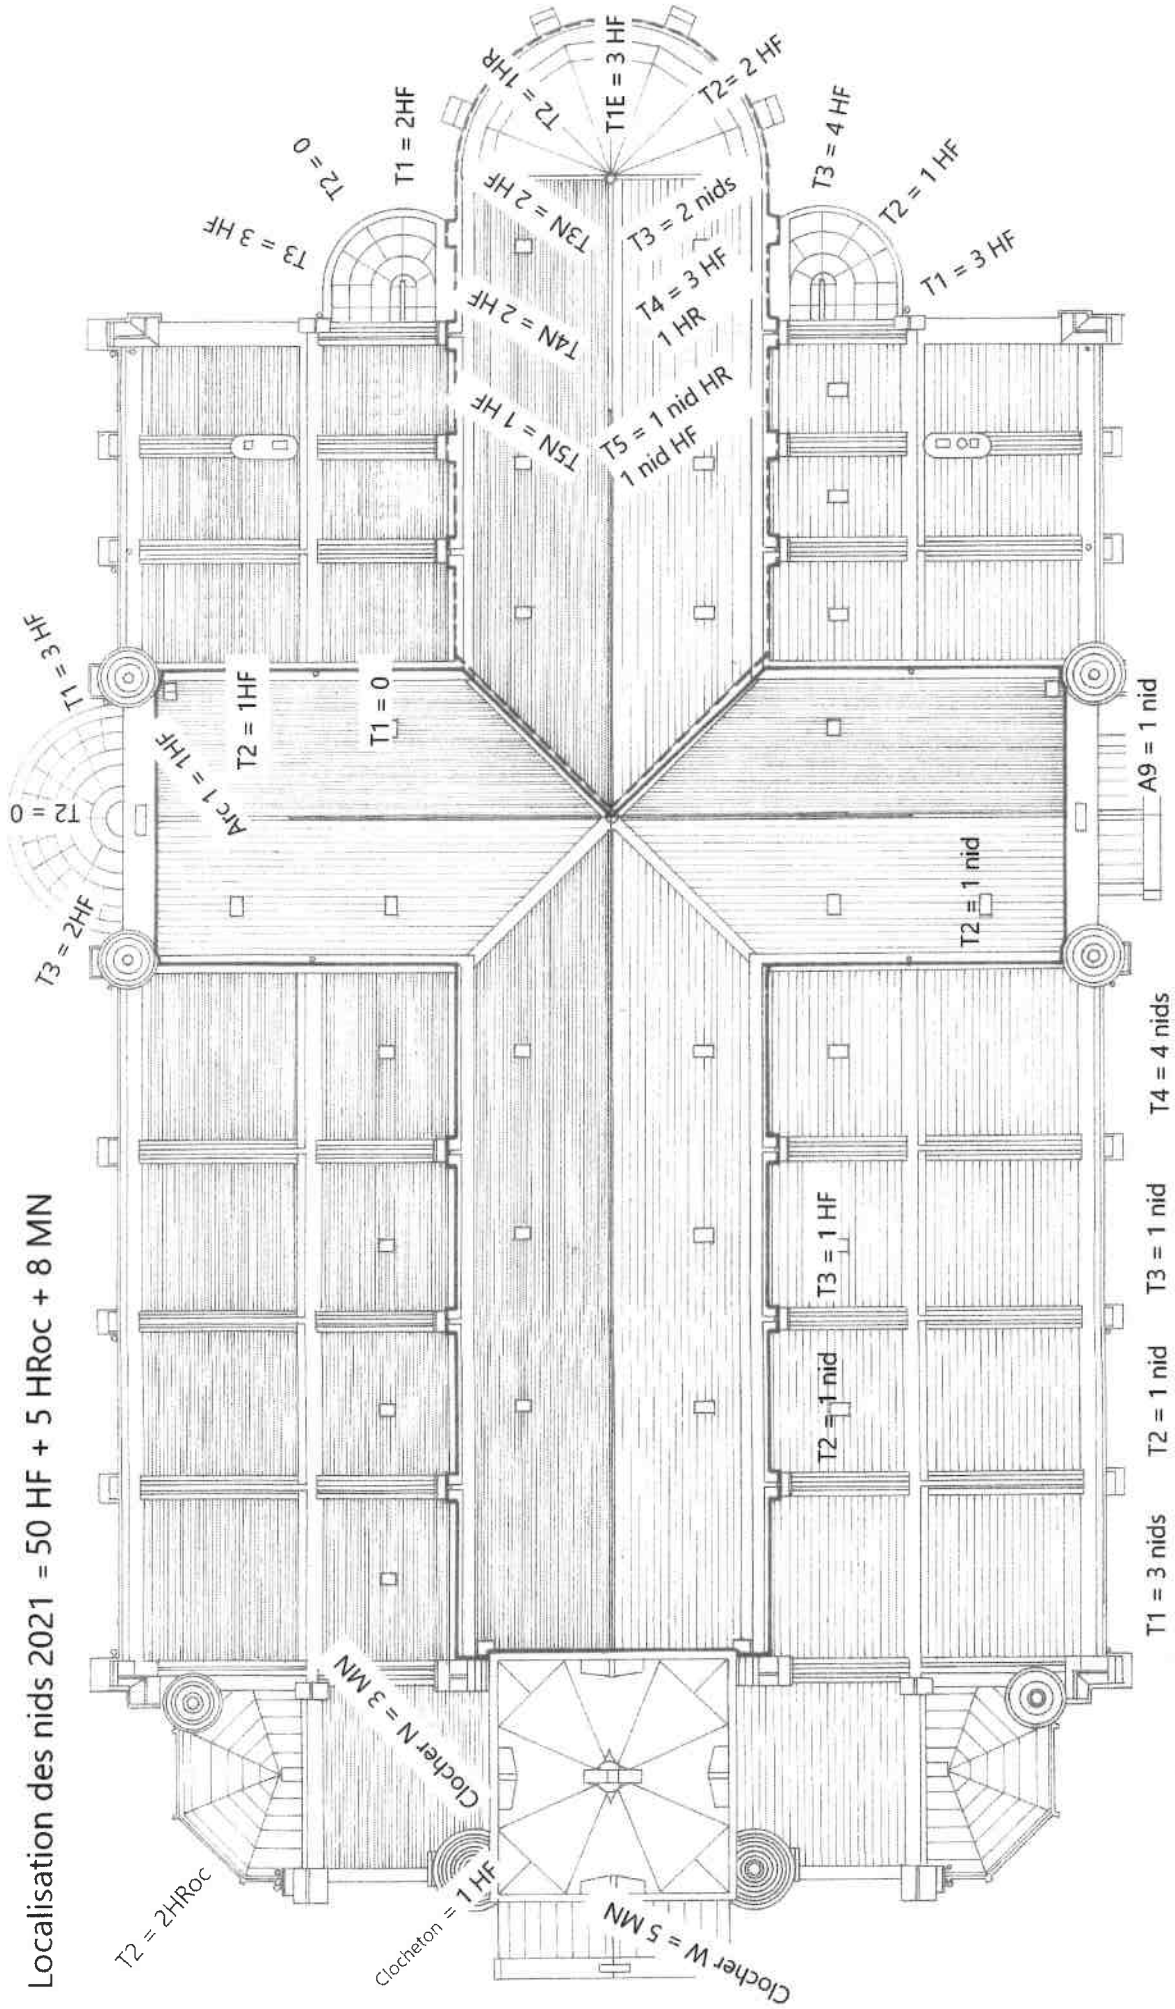 Localisation des nids 2021 = 50 HF + 5 HRoc + 8 MN
T2 = 2HRoc
Clocheton = 1 HF
Clocher N = 3 MN
Clocher W = 5 MN
T3 = 2HF
T2 = 0
T1 = 3 HF
Arc 1 = 1HF
T2 = 1HF
T1 = 0
T3 = 3 HF
T2 = 0
T1 = 2HF
T5N = 1 HF
T4N = 2 HF
T3N = 2 HF
T2 = 1HR
T1E = 3 HF
T2= 2 HF
T3 = 2 nids
T4 = 3 HF
1 HR
T5 = 1 nid HR
1 nid HF
T3 = 4 HF
T2 = 1 HF
T1 = 3 HF
A9 = 1 nid
T2 = 1 nid
T3 = 1 HF
T2 = 1 nid
T1 = 3 nids
T2 = 1 nid
T3 = 1 nid
T4 = 4 nids